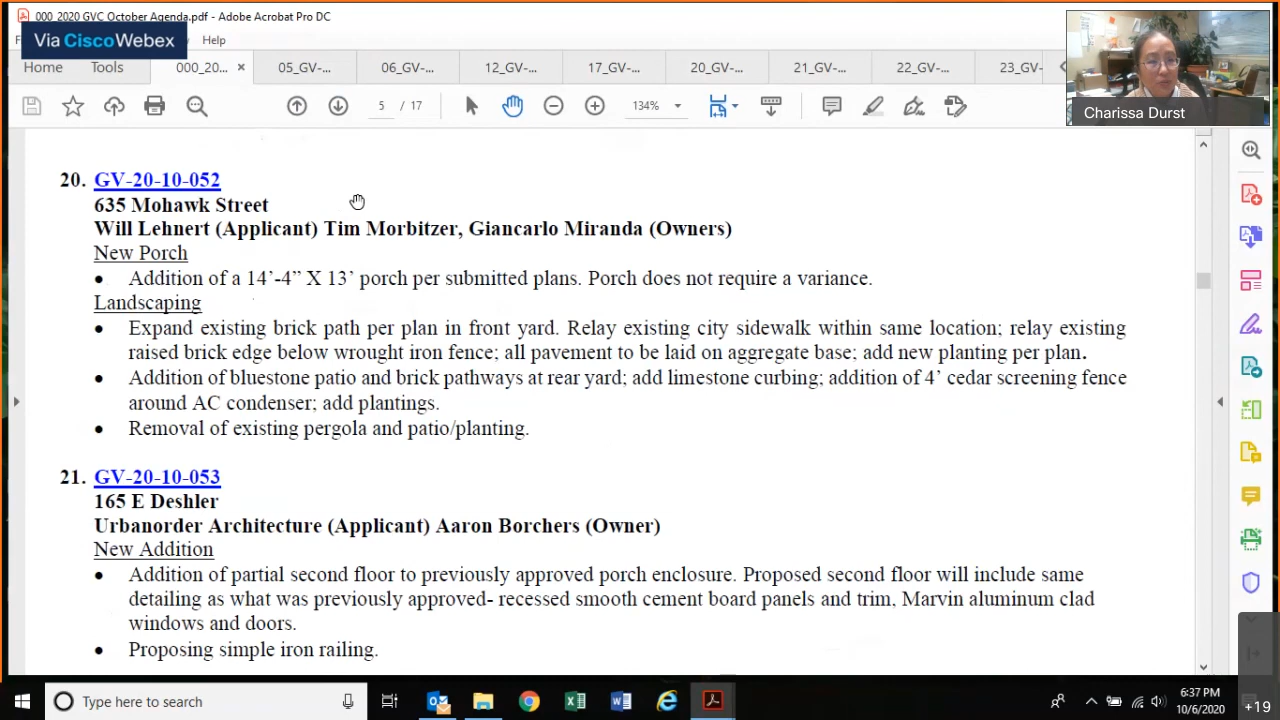 000_2020 GVC October Agenda.pdf - Adobe Acrobat Pro DC
Via Cisco Webex
Help
Home
Tools
000_20...
×
05_GV-...
06_GV-...
12_GV-...
17_GV-...
20_GV-...
21_GV-...
22_GV-...
23_GV-
5 / 17
134%
Charissa Durst
20. GV-20-10-052
635 Mohawk Street
Will Lehnert (Applicant) Tim Morbitzer, Giancarlo Miranda (Owners)
New Porch
• Addition of a 14’-4” X 13’ porch per submitted plans. Porch does not require a variance.
Landscaping
• Expand existing brick path per plan in front yard. Relay existing city sidewalk within same location; relay existing
raised brick edge below wrought iron fence; all pavement to be laid on aggregate base; add new planting per plan.
• Addition of bluestone patio and brick pathways at rear yard; add limestone curbing; addition of 4’ cedar screening fence
around AC condenser; add plantings.
• Removal of existing pergola and patio/planting.
21. GV-20-10-053
165 E Deshler
Urbanorder Architecture (Applicant) Aaron Borchers (Owner)
New Addition
• Addition of partial second floor to previously approved porch enclosure. Proposed second floor will include same
detailing as what was previously approved- recessed smooth cement board panels and trim, Marvin aluminum clad
windows and doors.
• Proposing simple iron railing.
Type here to search
6:37 PM
10/6/2020
+19